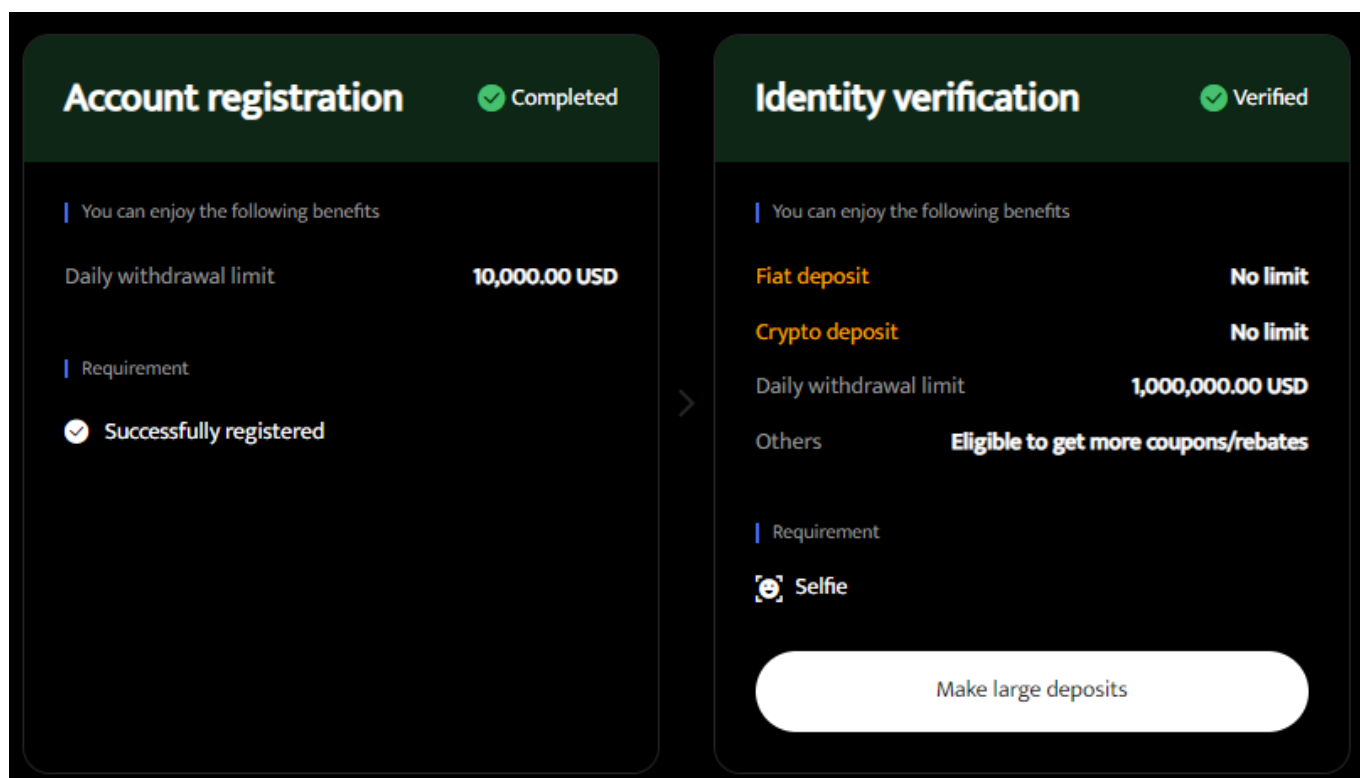 Account registration
Completed
You can enjoy the following benefits
Daily withdrawal limit 10,000.00 USD
Requirement
Successfully registered
Identity verification
Verified
You can enjoy the following benefits
Fiat deposit No limit
Crypto deposit No limit
Daily withdrawal limit 1,000,000.00 USD
Others Eligible to get more coupons/rebates
Requirement
Selfie
Make large deposits